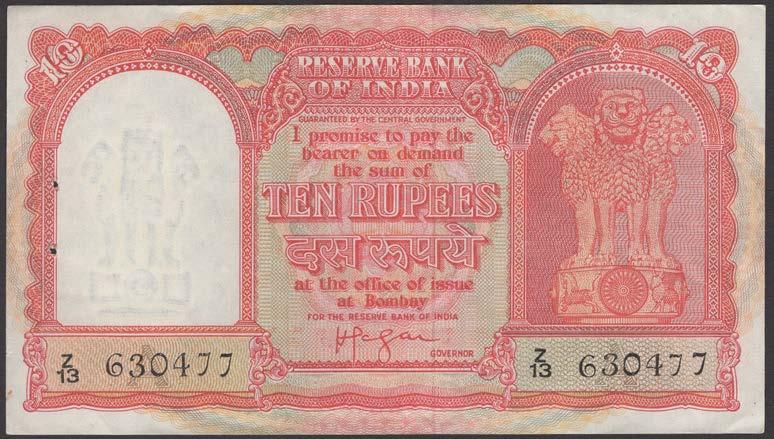 10 10
RESERVE BANK
OF INDIA
GUARANTEED BY THE CENTRAL GOVERNMENT
I promise to pay the
bearer on demand
the sum of
TEN RUPEES
दस रूपये
at the office of issue
at Bombay
FOR THE RESERVE BANK OF INDIA
GOVERNOR
Z/13 630477
Z/13 630477